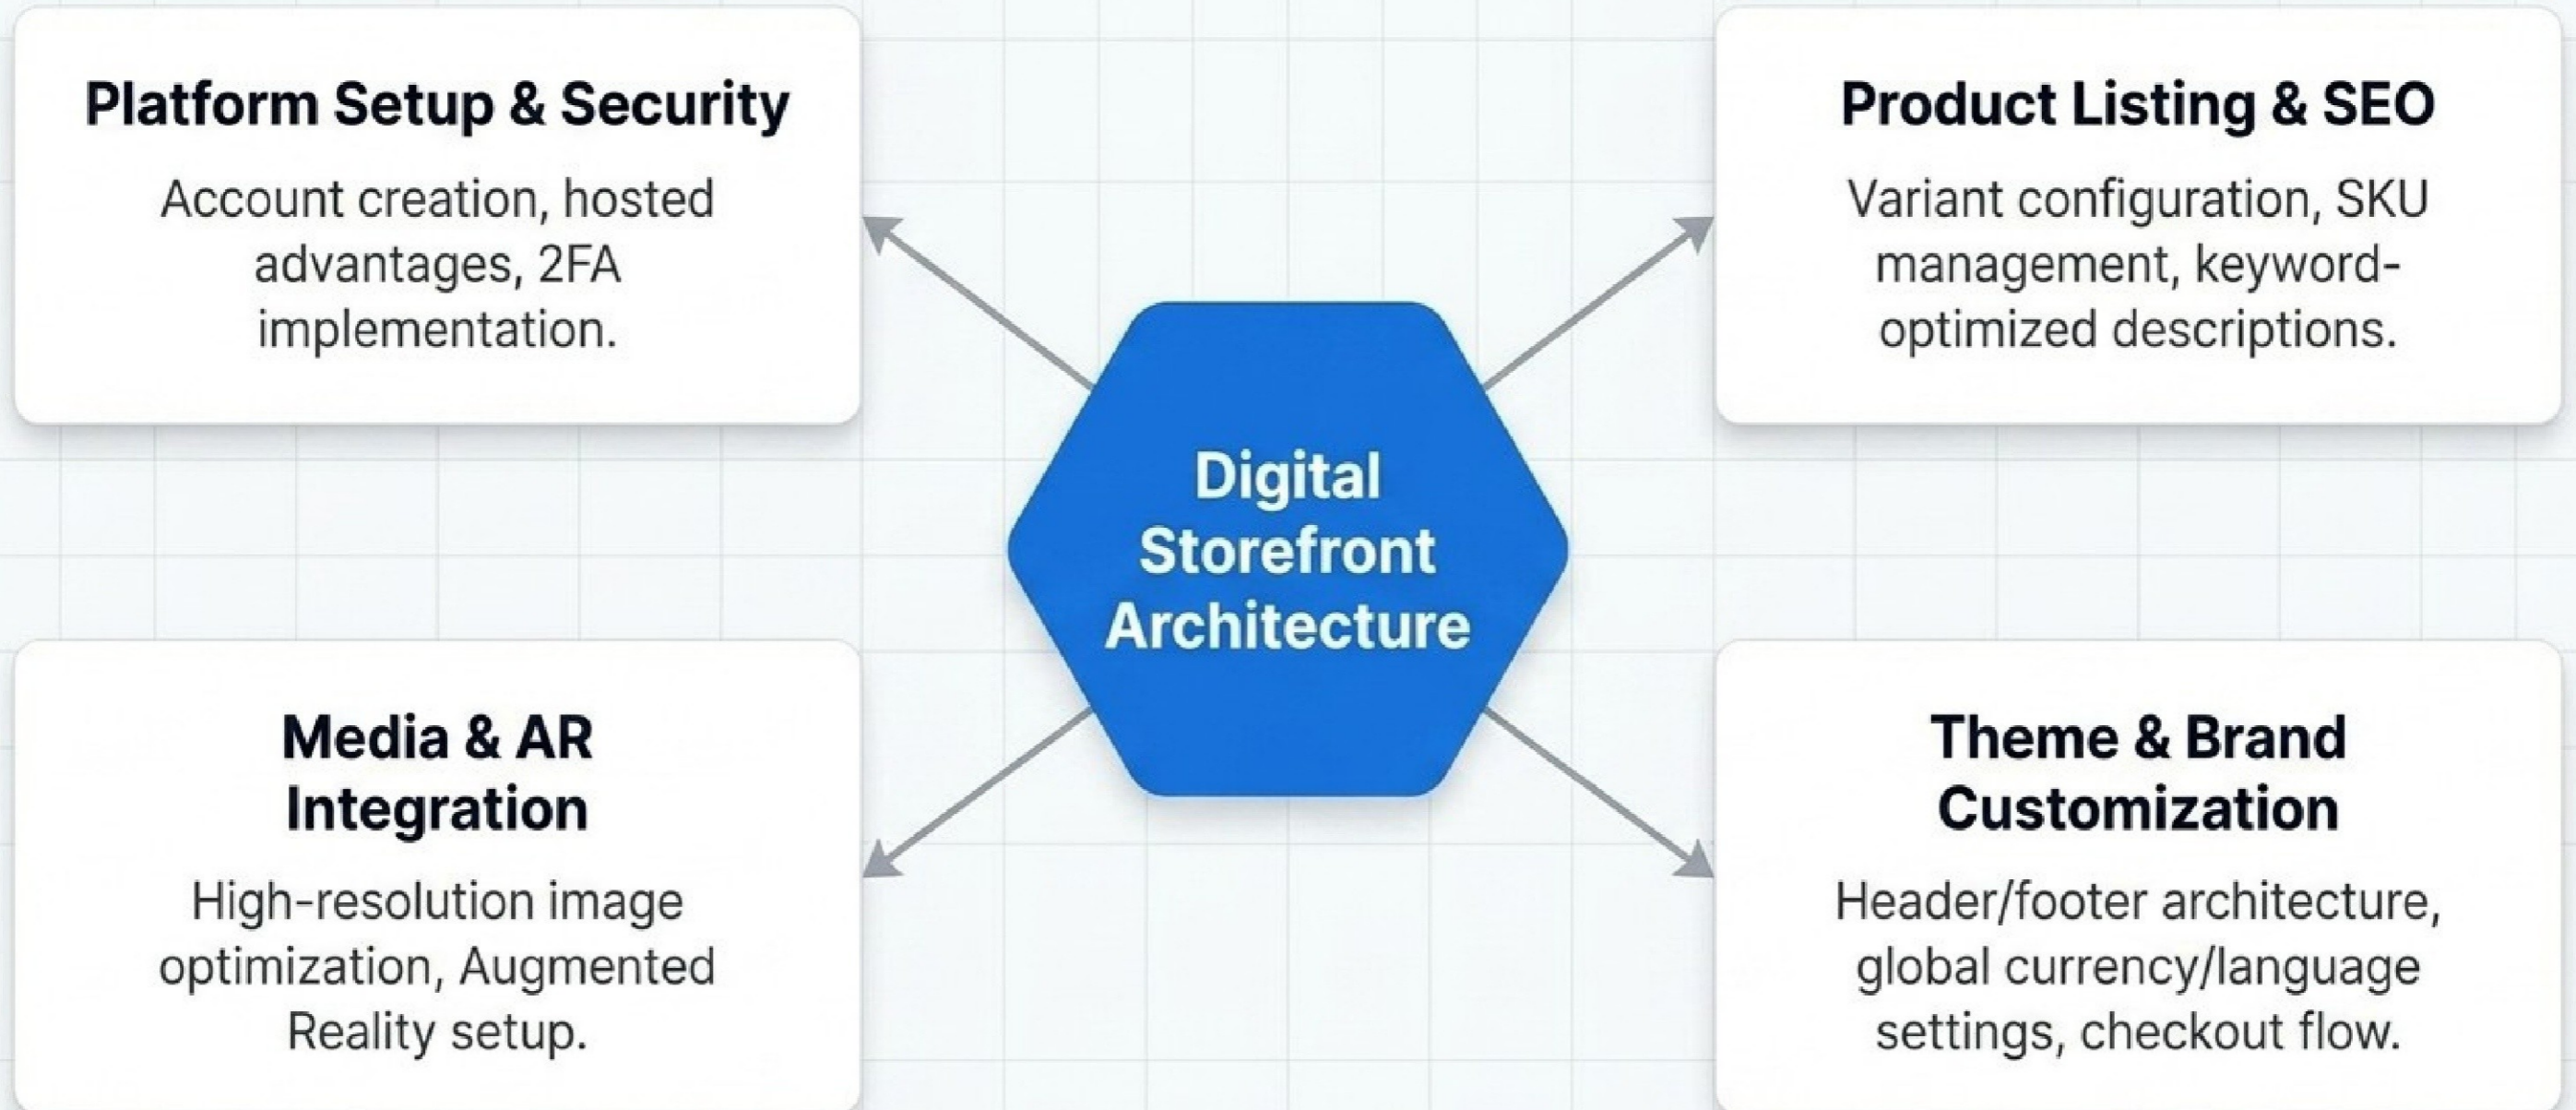 Platform Setup & Security
Account creation, hosted
advantages, 2FA
implementation.
Product Listing & SEO
Variant configuration, SKU
management, keyword-
optimized descriptions.
Digital
Storefront
Architecture
Media & AR
Integration
High-resolution image
optimization, Augmented
Reality setup.
Theme & Brand
Customization
Header/footer architecture,
global currency/language
settings, checkout flow.